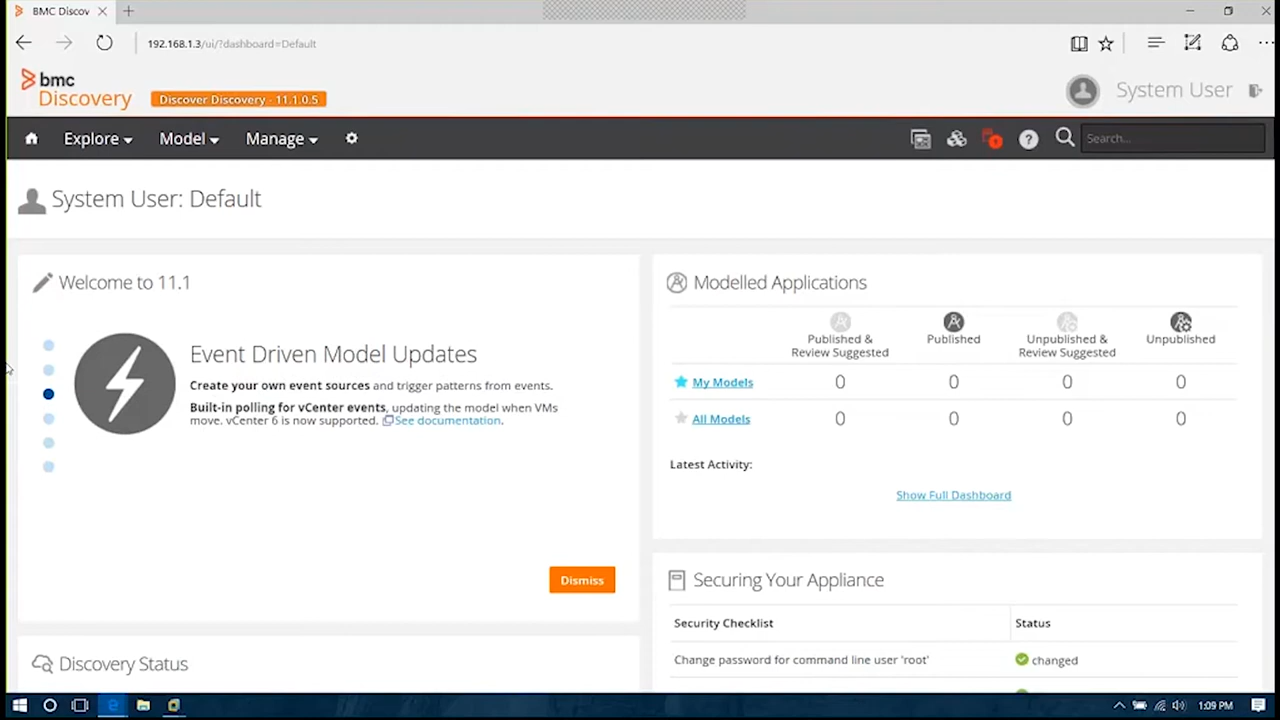 BMC Discov
192.168.1.3/ui/?dashboard=Default
bmc
Discovery
Discover Discovery - 11.1.0.5
System User
Explore
Model
Manage
Search...
System User: Default
Welcome to 11.1
Event Driven Model Updates
Create your own event sources and trigger patterns from events.
Built-in polling for vCenter events, updating the model when VMs
move. vCenter 6 is now supported. See documentation.
Dismiss
Discovery Status
Modelled Applications
Published &
Review Suggested
Published
Unpublished &
Review Suggested
Unpublished
My Models 0 0 0 0
All Models 0 0 0 0
Latest Activity:
Show Full Dashboard
Securing Your Appliance
Security Checklist Status
Change password for command line user 'root' changed
1:09 PM